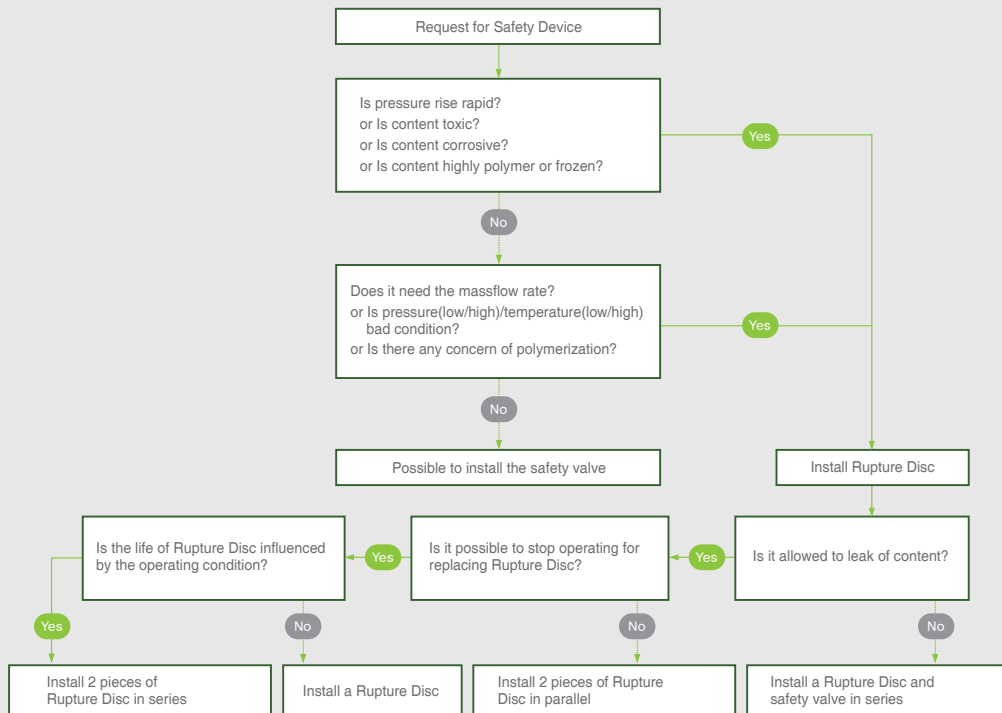 Request for Safety Device
Is pressure rise rapid?
or Is content toxic?
or Is content corrosive?
or Is content highly polymer or frozen?
Yes
No
Does it need the massflow rate?
or Is pressure(low/high)/temperature(low/high)
bad condition?
or Is there any concern of polymerization?
Yes
No
Possible to install the safety valve
Install Rupture Disc
Is it allowed to leak of content?
Yes
Is it possible to stop operating for
replacing Rupture Disc?
Yes
Is the life of Rupture Disc influenced
by the operating condition?
Yes
No
No
No
Install 2 pieces of
Rupture Disc in series
Install a Rupture Disc
Install 2 pieces of Rupture
Disc in parallel
Install a Rupture Disc and
safety valve in series